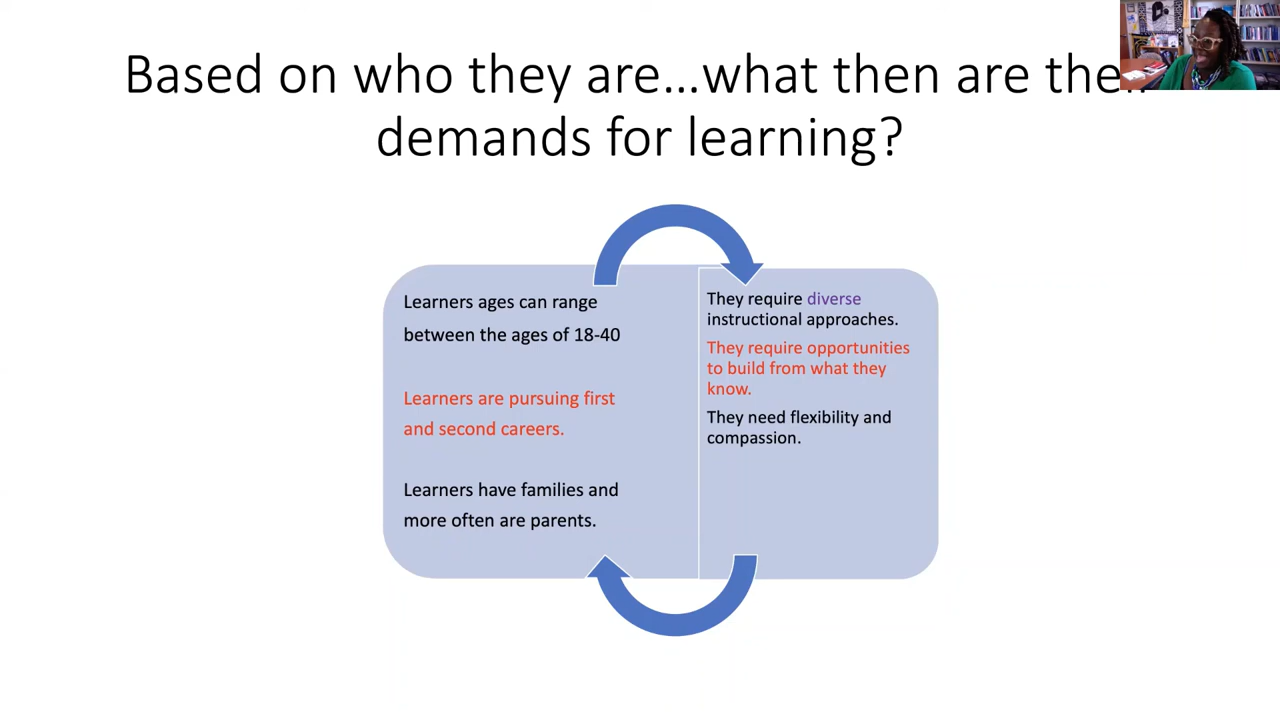 Based on who they are...what then are their
demands for learning?
Learners ages can range
between the ages of 18-40
Learners are pursuing first
and second careers.
Learners have families and
more often are parents.
They require diverse
instructional approaches.
They require opportunities
to build from what they
know.
They need flexibility and
compassion.